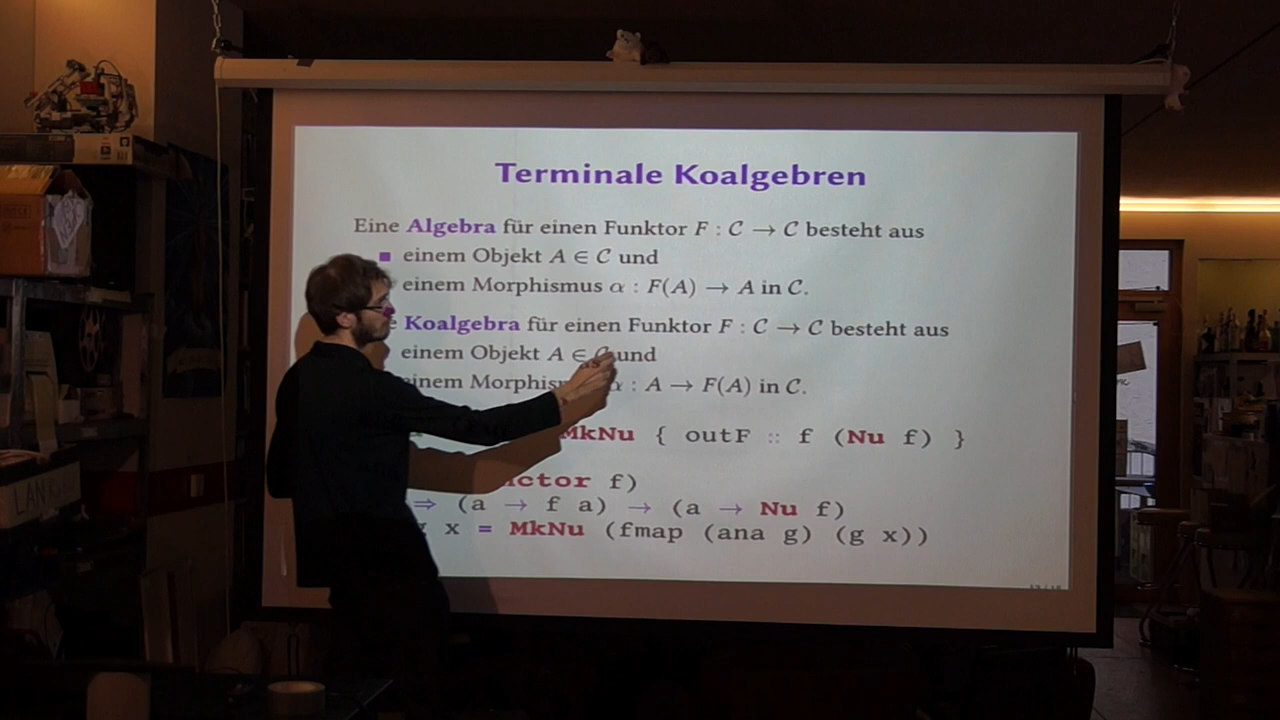 Terminale Koalgebren
Eine Algebra für einen Funktor F : C → C besteht aus
einem Objekt A ∈ C und
einem Morphismus α : F(A) → A in C.
Koalgebra für einen Funktor F : C → C besteht aus
einem Objekt A ∈ C und
einem α : A → F(A) in C.
MkNu { outF :: f (Nu f) }
f)
⇒ (a → f a) → (a → Nu f)
x = MkNu (fmap (ana g) (g x))